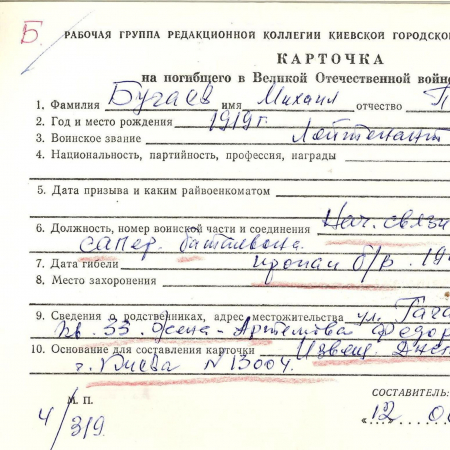 Б
РАБОЧАЯ ГРУППА РЕДАКЦИОННОЙ КОЛЛЕГИИ КИЕВСКОЙ ГОРОДСКО
КАРТОЧКА
на погибшего в Великой Отечественной войн
1. Фамилия Бугаев имя Михаил отчество П
2. Год и место рождения 1919 г.
3. Воинское звание Лейтенант
4. Национальность, партийность, профессия, награды
5. Дата призыва и каким райвоенкоматом
6. Должность, номер воинской части и соединения Нач. связи
сапер. батальона
7. Дата гибели пропал б/в 19
8. Место захоронения
9. Сведения о родственниках, адрес местожительства ул. Гага
кв. 33. жена - Артемова Федор
10. Основание для составления карточки Извещ.
г. Киева N 13004.
М. П.
СОСТАВИТЕЛЬ:
4/319.
"12"